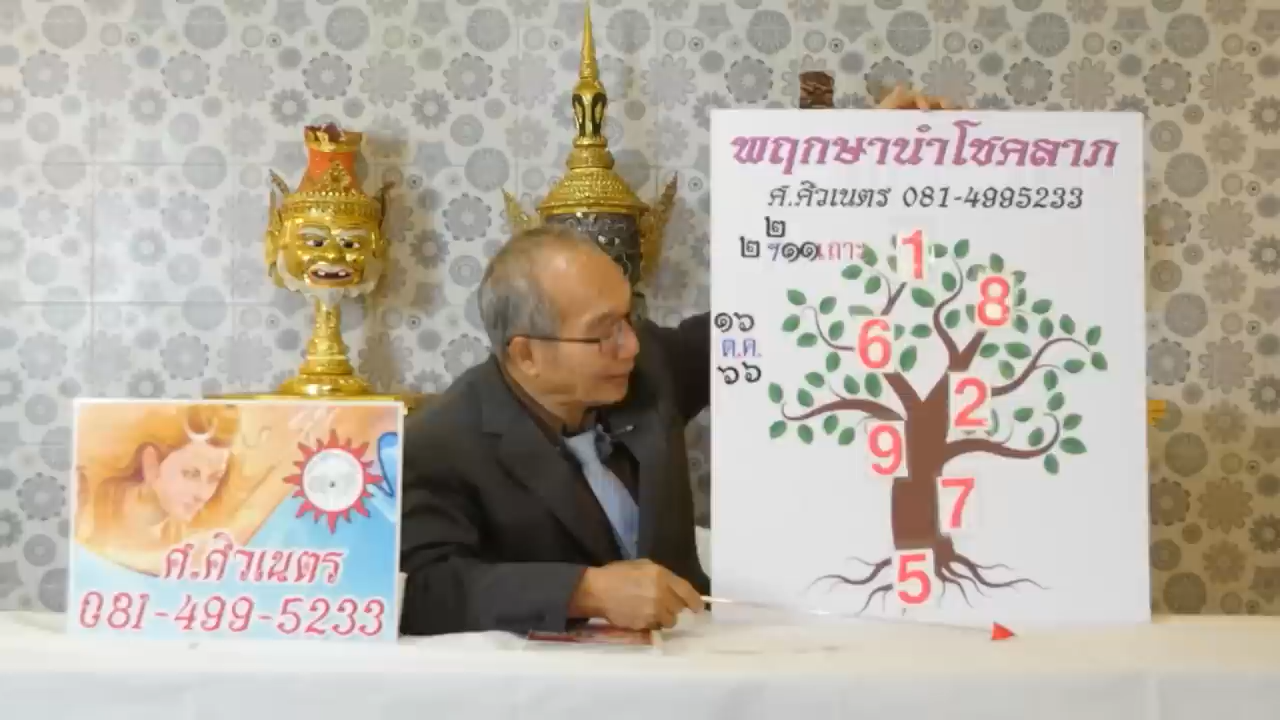 พฤกษานำโชคลาภ
ศ.ศิวเนตร 081-4995233
๒
๒ ฯ๑๑เถาะ
1
8
๑๖
ต.ค.
๖๖
6
2
9
7
5
ศ.ศิวเนตร
081-499-5233